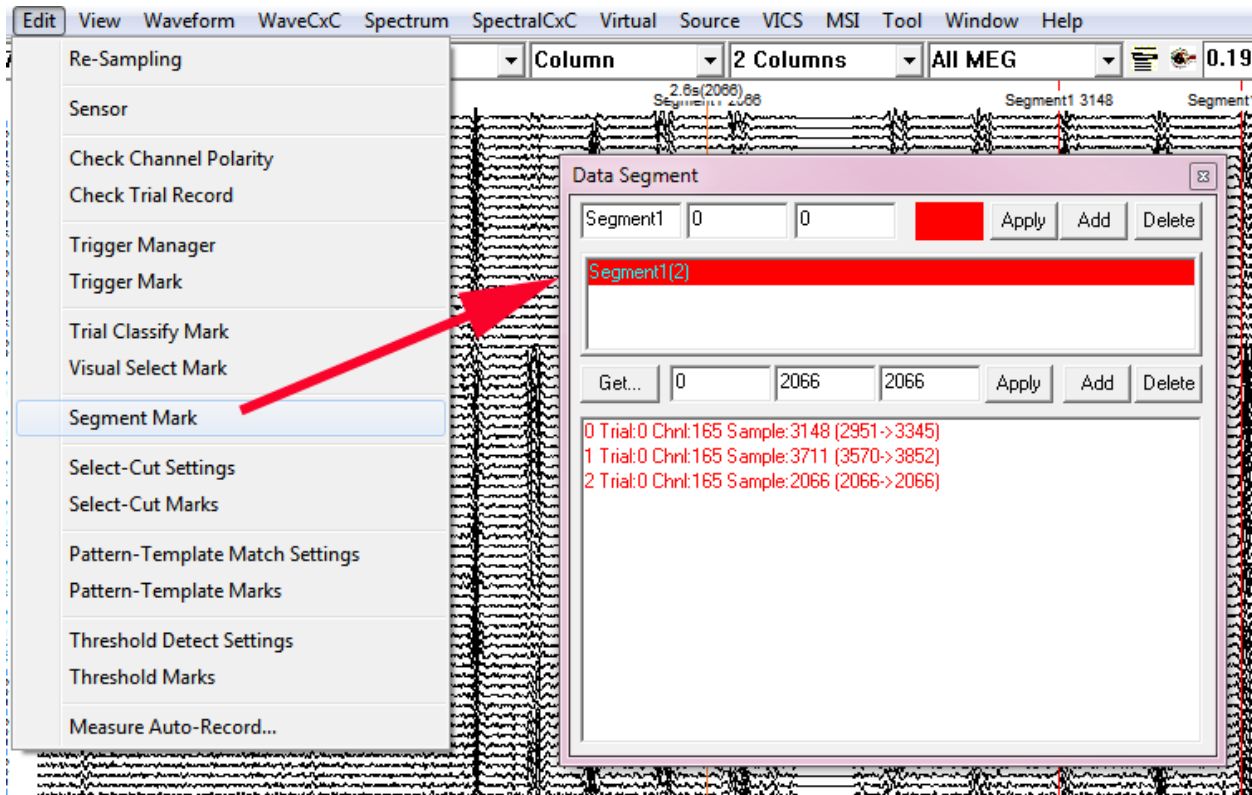 Edit View Waveform WaveCxC Spectrum SpectralCxC Virtual Source VICS MSI Tool Window Help
Column 2 Columns All MEG 0.19
2.6s(2066)
Segment1 2066 Segment1 3148 Segment
Re-Sampling
Sensor
Check Channel Polarity
Check Trial Record
Trigger Manager
Trigger Mark
Trial Classify Mark
Visual Select Mark
Segment Mark
Select-Cut Settings
Select-Cut Marks
Pattern-Template Match Settings
Pattern-Template Marks
Threshold Detect Settings
Threshold Marks
Measure Auto-Record...
Data Segment
Segment1 0 0 Apply Add Delete
Segment1(2)
Get... 0 2066 2066 Apply Add Delete
0 Trial:0 Chnl:165 Sample:3148 (2951->3345)
1 Trial:0 Chnl:165 Sample:3711 (3570->3852)
2 Trial:0 Chnl:165 Sample:2066 (2066->2066)